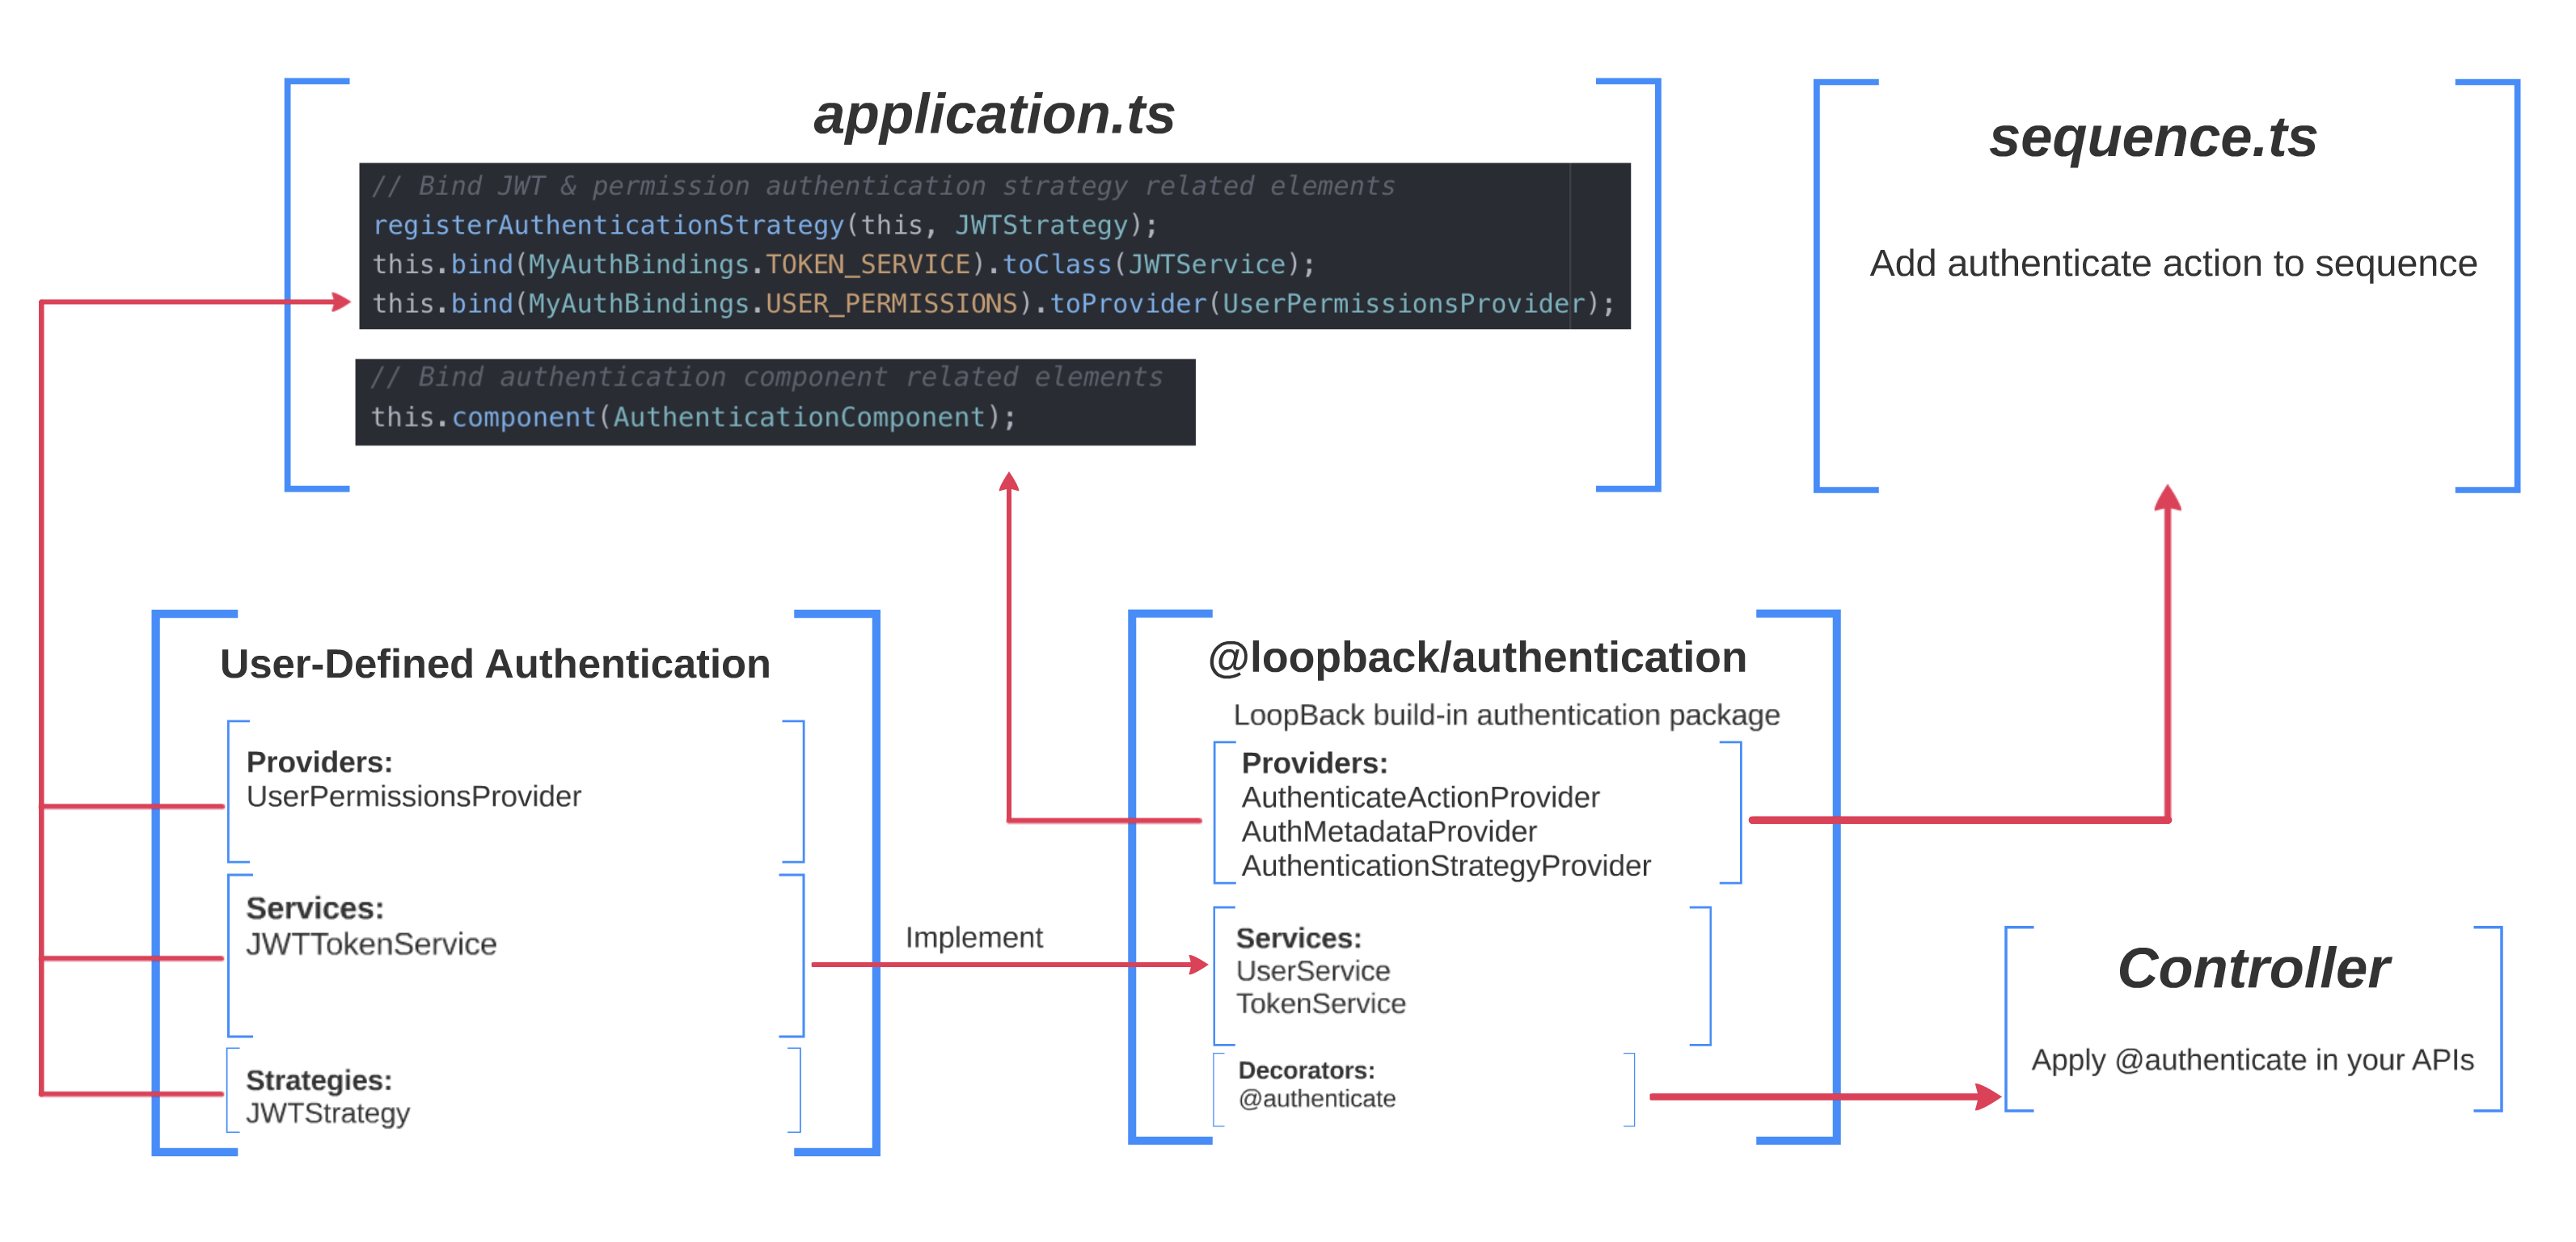 application.ts
// Bind JWT & permission authentication strategy related elements
registerAuthenticationStrategy(this, JWTStrategy);
this.bind(MyAuthBindings.TOKEN_SERVICE).toClass(JWTService);
this.bind(MyAuthBindings.USER_PERMISSIONS).toProvider(UserPermissionsProvider);
// Bind authentication component related elements
this.component(AuthenticationComponent);
sequence.ts
Add authenticate action to sequence
User-Defined Authentication
Providers:
UserPermissionsProvider
Services:
JWTTokenService
Strategies:
JWTStrategy
Implement
@loopback/authentication
LoopBack build-in authentication package
Providers:
AuthenticateActionProvider
AuthMetadataProvider
AuthenticationStrategyProvider
Services:
UserService
TokenService
Decorators:
@authenticate
Controller
Apply @authenticate in your APIs